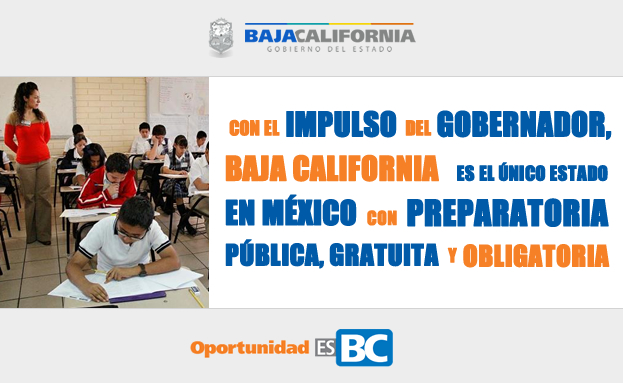 BAJACALIFORNIA
GOBIERNO DEL ESTADO
CON EL IMPULSO DEL GOBERNADOR,
BAJA CALIFORNIA ES EL ÚNICO ESTADO
EN MÉXICO CON PREPARATORIA
PÚBLICA, GRATUITA Y OBLIGATORIA
Oportunidad ES BC